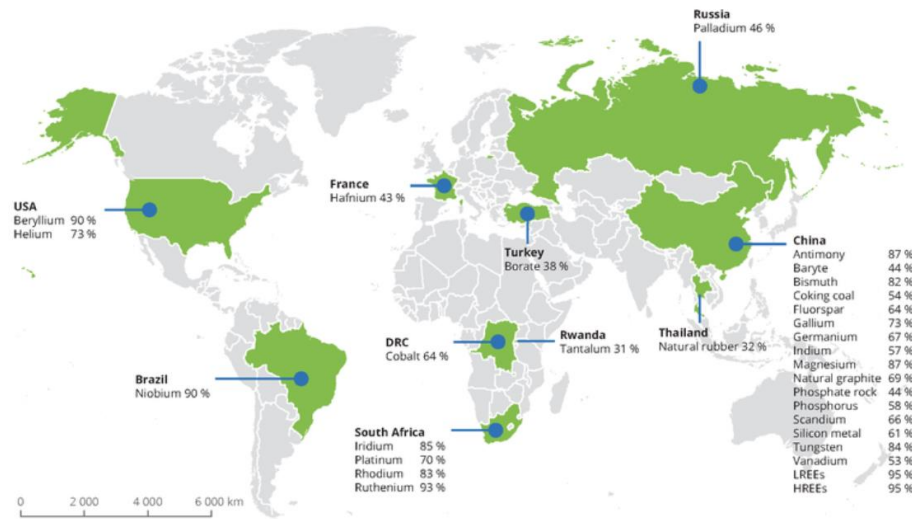 Russia
Palladium 46 %
France
Hafnium 43 %
USA
Beryllium 90 %
Helium 73 %
Turkey
Borate 38 %
China
Antimony 87 %
Baryte 44 %
Bismuth 82 %
Coking coal 54 %
Fluorspar 64 %
Gallium 73 %
Germanium 67 %
Indium 57 %
Magnesium 87 %
Natural graphite 69 %
Phosphate rock 44 %
Phosphorus 58 %
Scandium 66 %
Silicon metal 61 %
Tungsten 84 %
Vanadium 53 %
LREEs 95 %
HREEs 95 %
DRC
Cobalt 64 %
Rwanda
Tantalum 31 %
Thailand
Natural rubber 32 %
Brazil
Niobium 90 %
South Africa
Iridium 85 %
Platinum 70 %
Rhodium 83 %
Ruthenium 93 %
0 2 000 4 000 6 000 km